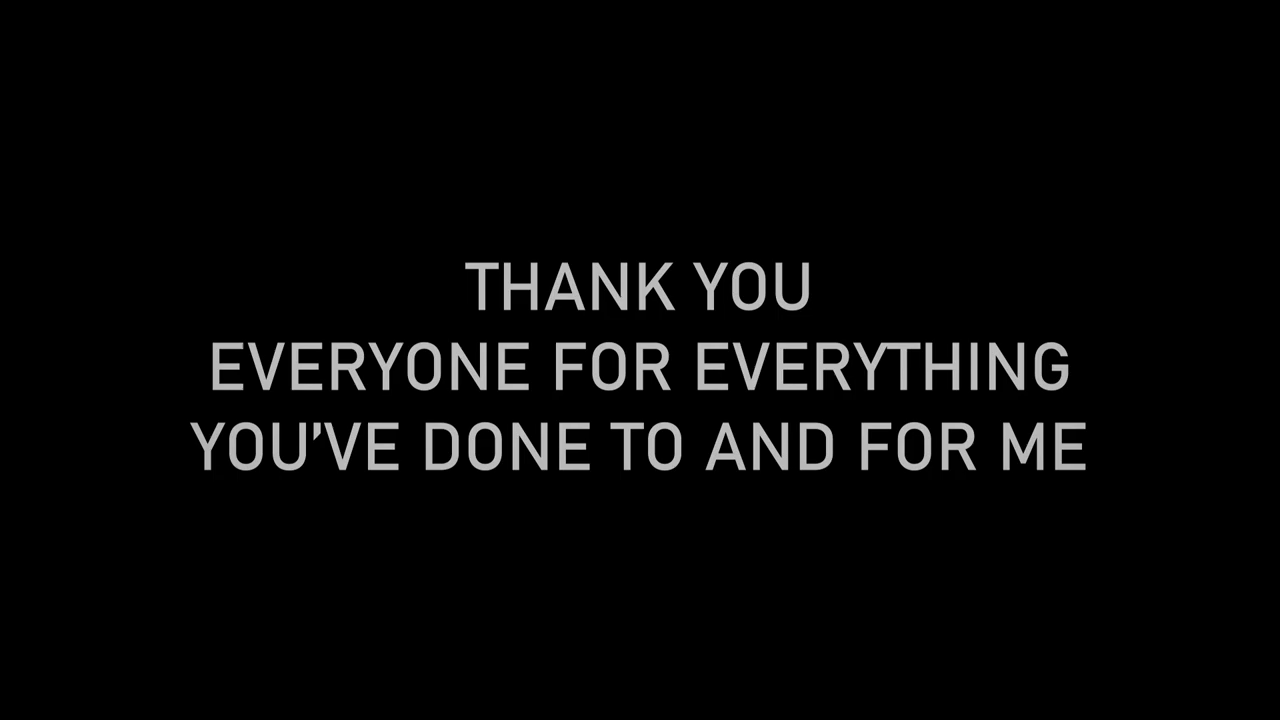 THANK YOU
EVERYONE FOR EVERYTHING
YOU'VE DONE TO AND FOR ME